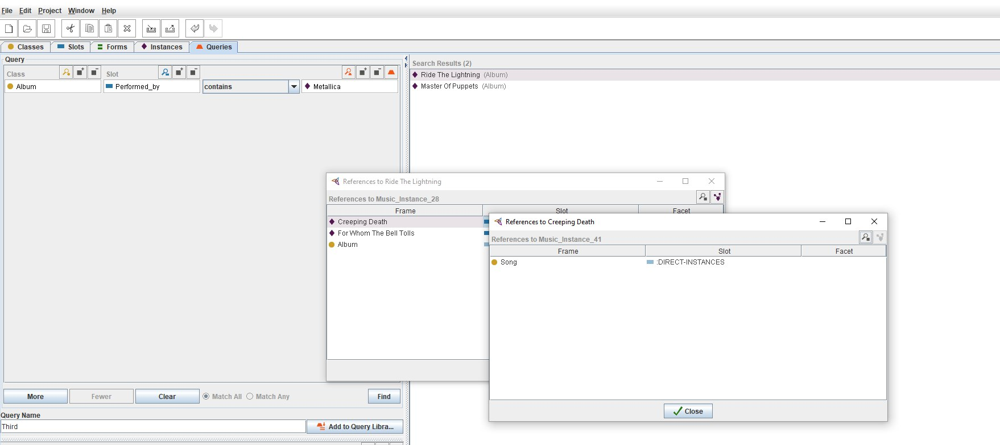 File Edit Project Window Help
Classes Slots Forms Instances Queries
Query
Class Slot
Album Performed_by contains Metallica
Search Results (2)
Ride The Lightning (Album)
Master Of Puppets (Album)
References to Ride The Lightning
References to Music_Instance_28
Frame Slot Facet
Creeping Death
For Whom The Bell Tolls
Album
References to Creeping Death
References to Music_Instance_41
Frame Slot Facet
Song :DIRECT-INSTANCES
Close
More Fewer Clear Match All Match Any Find
Query Name
Third Add to Query Libra...